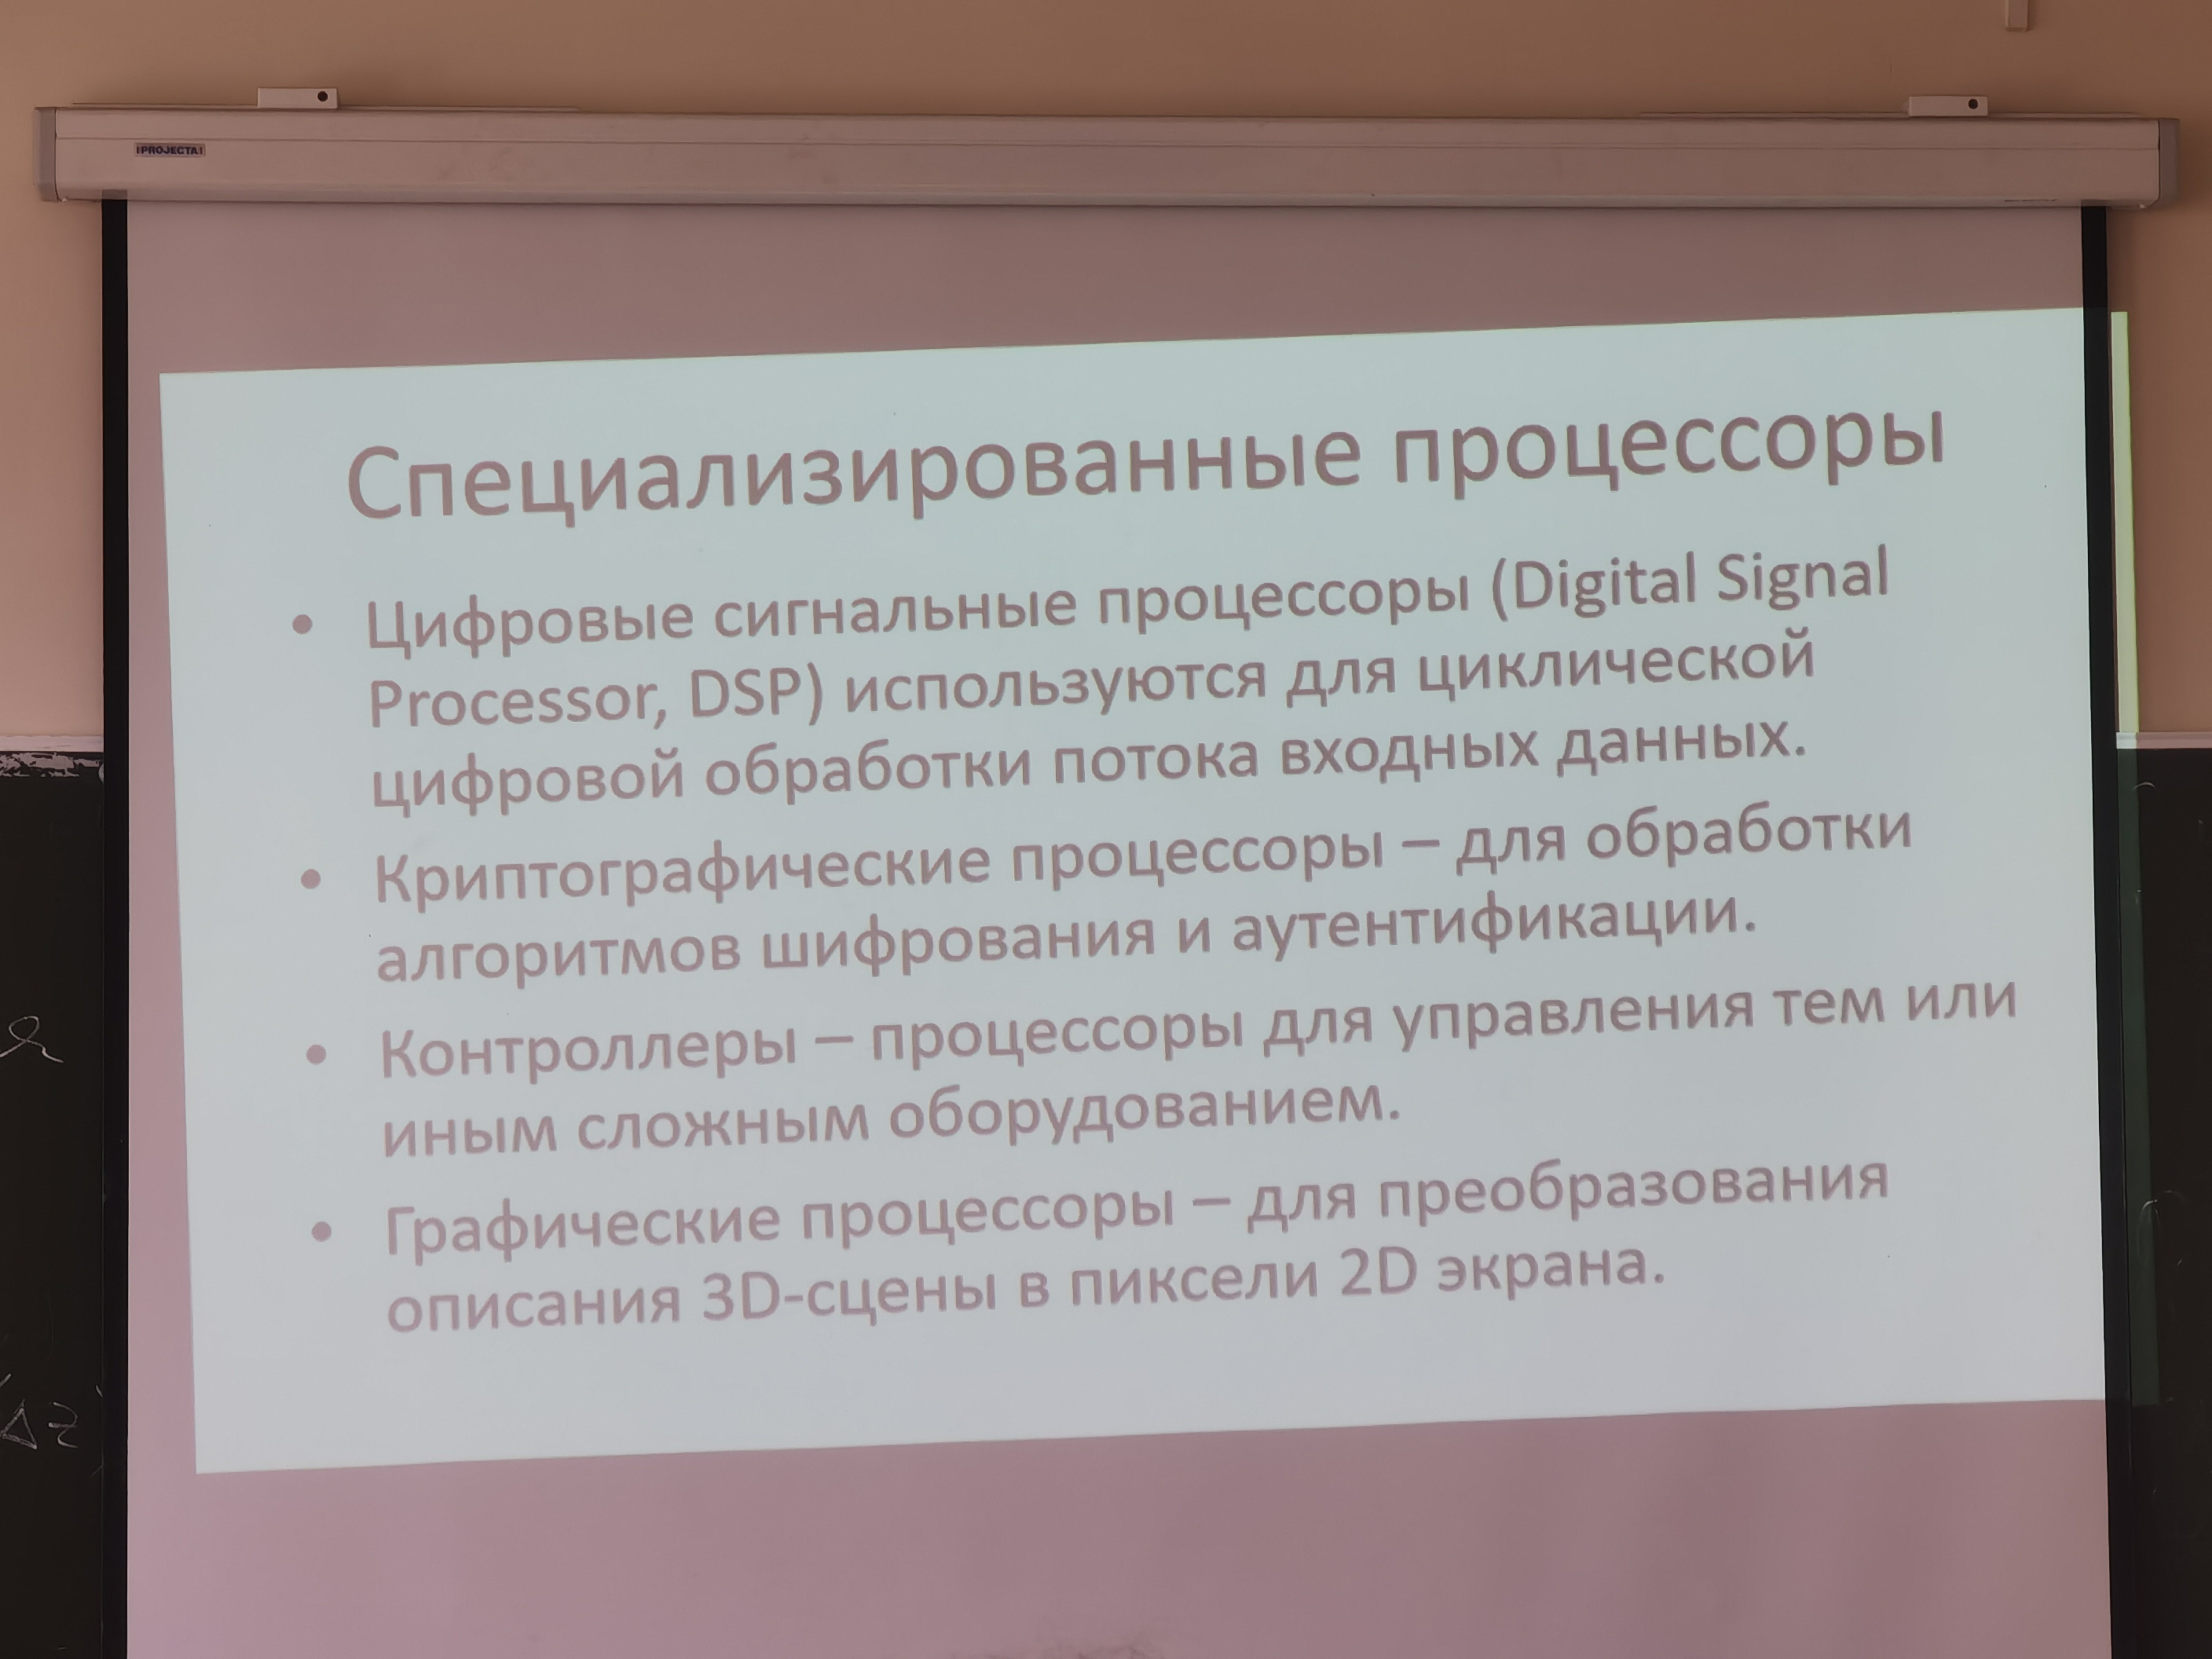 PROJECTA
Специализированные процессоры
• Цифровые сигнальные процессоры (Digital Signal
Processor, DSP) используются для циклической
цифровой обработки потока входных данных.
• Криптографические процессоры – для обработки
алгоритмов шифрования и аутентификации.
• Контроллеры – процессоры для управления тем или
иным сложным оборудованием.
• Графические процессоры – для преобразования
описания 3D-сцены в пиксели 2D экрана.